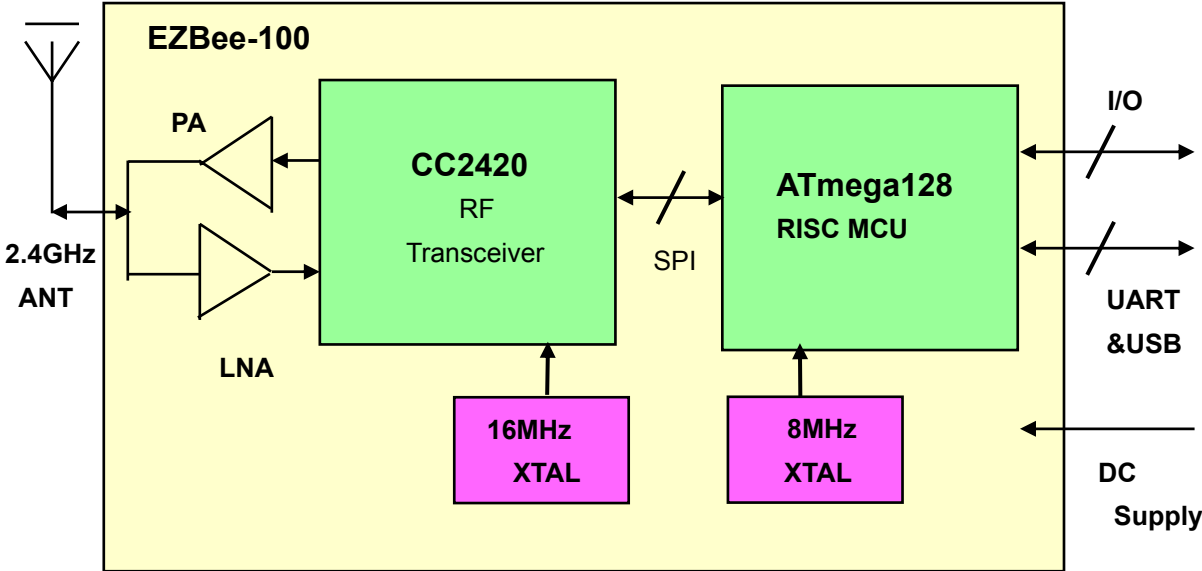 EZBee-100
PA
CC2420
RF
Transceiver
LNA
2.4GHz
ANT
SPI
ATmega128
RISC MCU
I/O
UART
&USB
16MHz
XTAL
8MHz
XTAL
DC
Supply